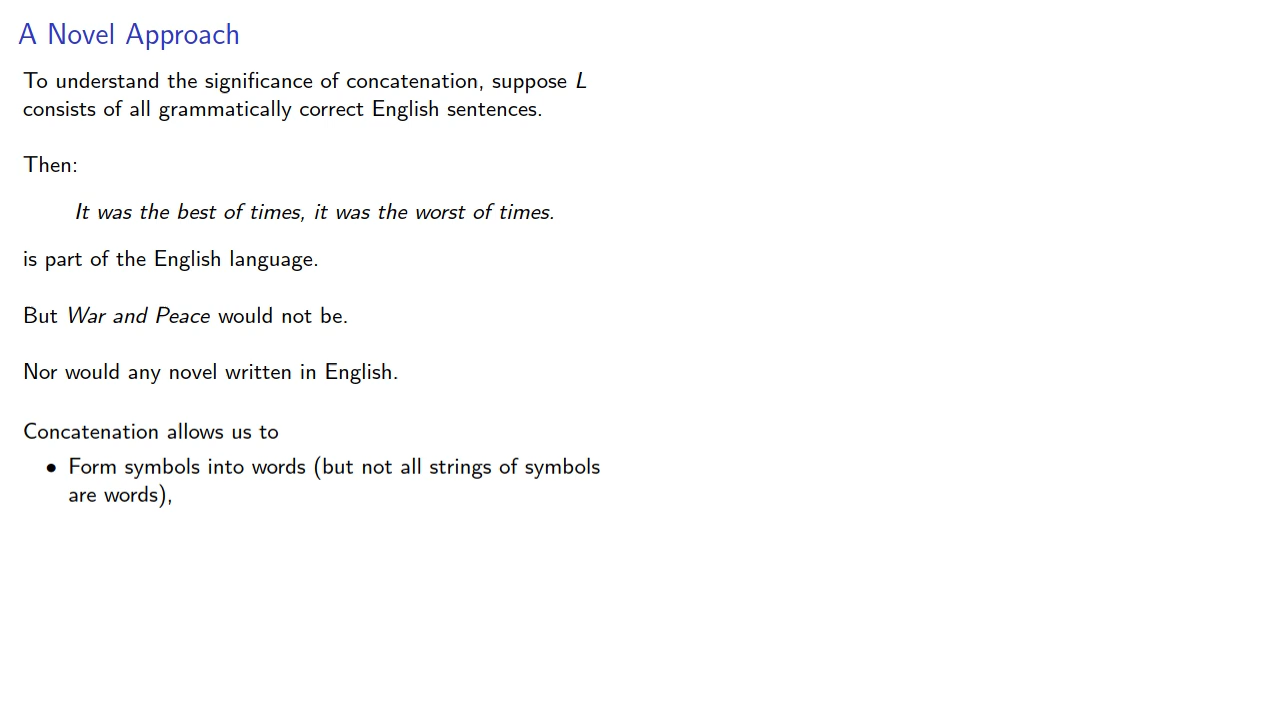 A Novel Approach
To understand the significance of concatenation, suppose L
consists of all grammatically correct English sentences.
Then:
It was the best of times, it was the worst of times.
is part of the English language.
But War and Peace would not be.
Nor would any novel written in English.
Concatenation allows us to
• Form symbols into words (but not all strings of symbols
are words),